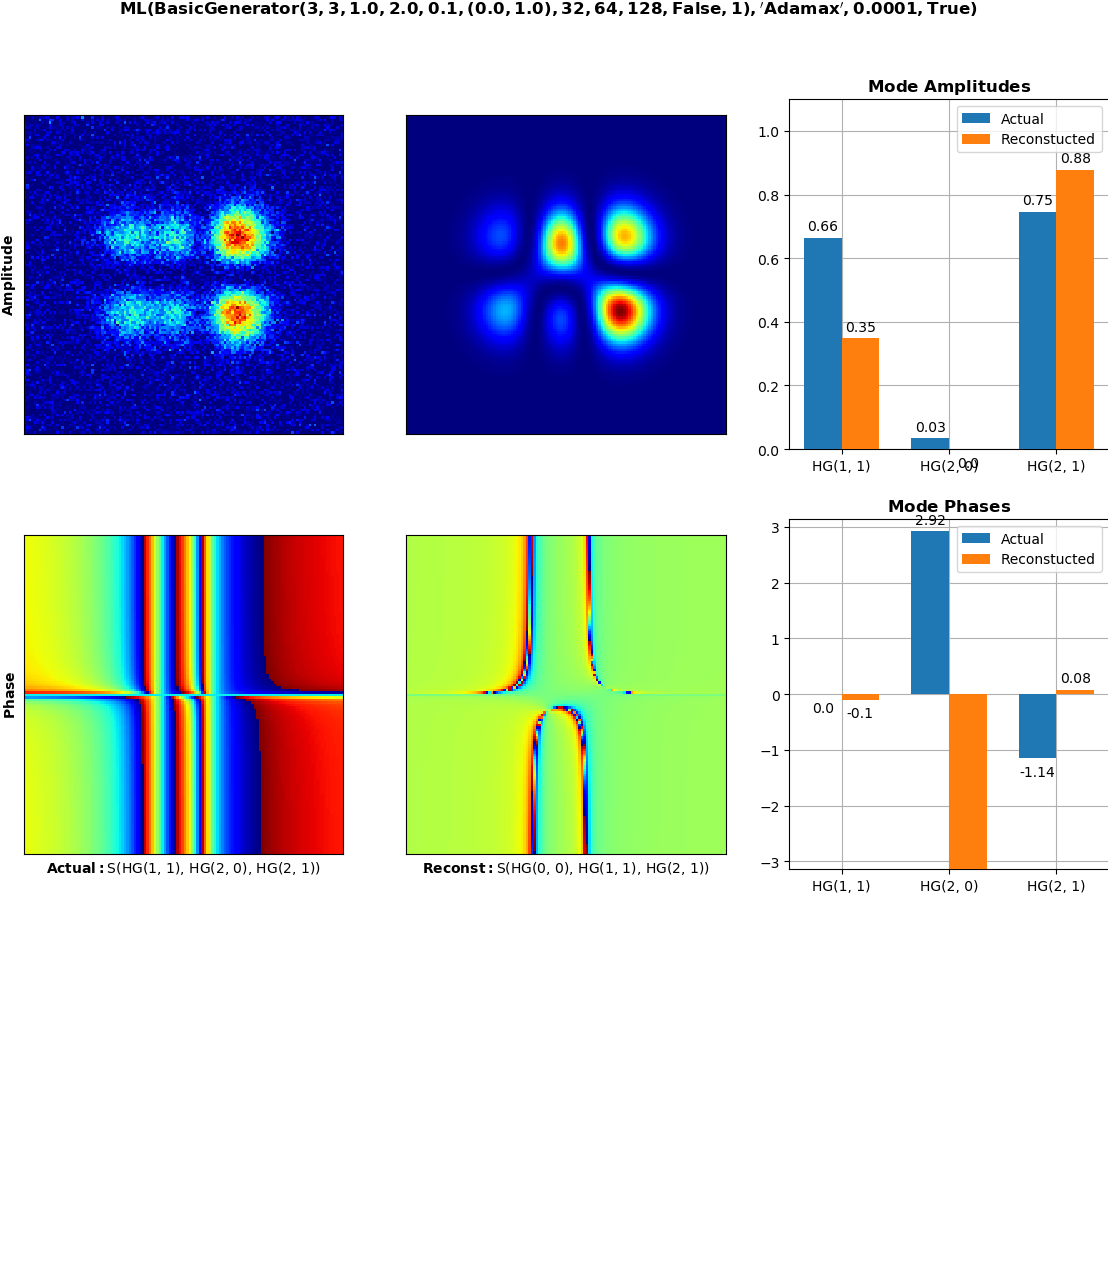 ML(BasicGenerator(3, 3, 1.0, 2.0, 0.1, (0.0, 1.0), 32, 64, 128, False, 1), 'Adamax', 0.0001, True)
Amplitude
Mode Amplitudes
Actual
Reconstucted
1.0
0.8
0.6
0.4
0.2
0.0
0.66
0.35
0.03
0.0
0.75
0.88
HG(1, 1)
HG(2, 0)
HG(2, 1)
Phase
Actual: S(HG(1, 1), HG(2, 0), HG(2, 1))
Reconst: S(HG(0, 0), HG(1, 1), HG(2, 1))
Mode Phases
Actual
Reconstucted
3
2
1
0
−1
−2
−3
0.0
-0.1
2.92
-1.14
0.08
HG(1, 1)
HG(2, 0)
HG(2, 1)